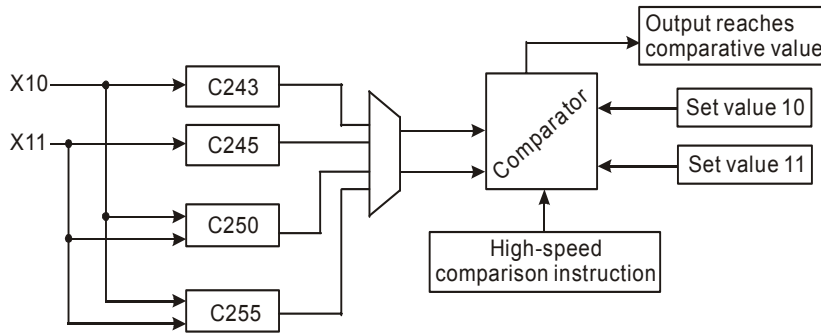 Output reaches
comparative value
X10
C243
Set value 10
X11
C245
Comparator
Set value 11
C250
High-speed
comparison instruction
C255